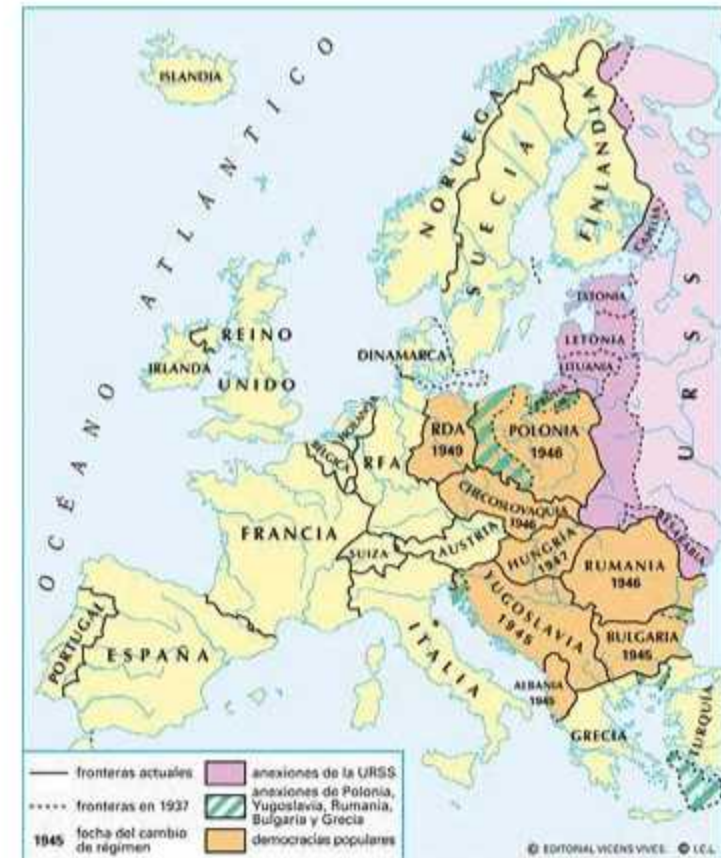 ISLANDIA
OCÉANO ATLÁNTICO
NORUEGA
SUECIA
FINLANDIA
CARELIA
ESTONIA
LETONIA
LITUANIA
URSS
REINO
UNIDO
IRLANDA
DINAMARCA
HOLANDA
BÉLGICA
RFA
RDA
1949
POLONIA
1946
CHECOSLOVAQUIA
1946
FRANCIA
SUIZA
AUSTRIA
HUNGRÍA
1947
BESARABIA
RUMANIA
1946
YUGOSLAVIA
1945
BULGARIA
1945
PORTUGAL
ESPAÑA
ITALIA
ALBANIA
1945
GRECIA
TURQUÍA
fronteras actuales
fronteras en 1937
1945 fecha del cambio
de régimen
anexiones de la URSS
anexiones de Polonia,
Yugoslavia, Rumania,
Bulgaria y Grecia
democracias populares
© EDITORIAL VICENS VIVES. © I.C.L.